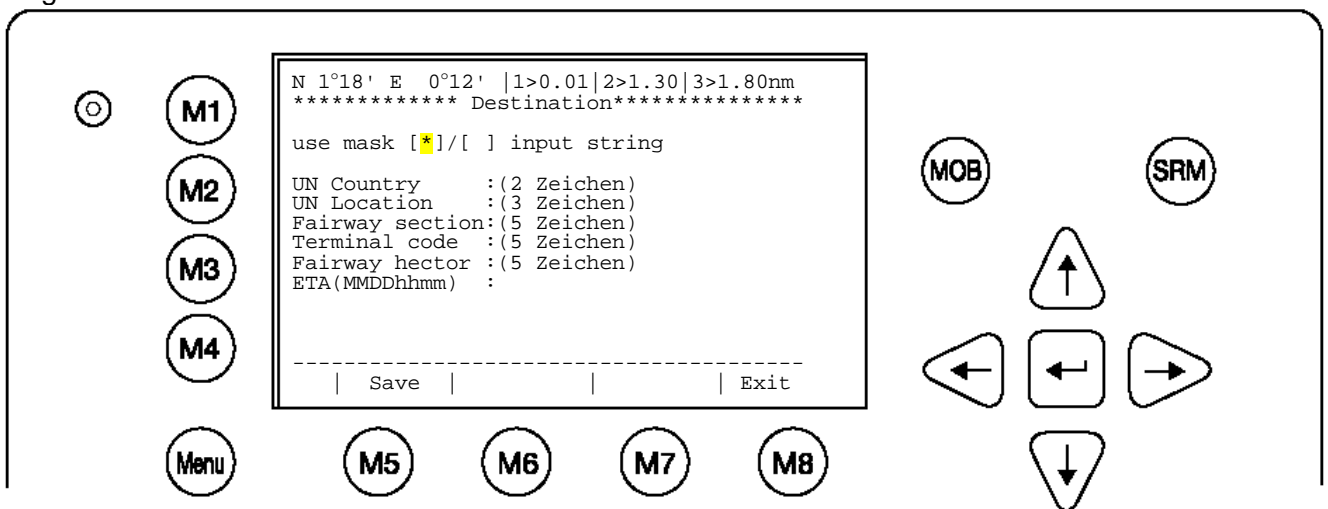 N 1°18' E 0°12' |1>0.01|2>1.30|3>1.80nm
************* Destination***************
use mask [*]/[ ] input string
UN Country :(2 Zeichen)
UN Location :(3 Zeichen)
Fairway section:(5 Zeichen)
Terminal code :(5 Zeichen)
Fairway hector :(5 Zeichen)
ETA(MMDDhhmm) :
----------------------------------------
| Save | | | Exit
M1
M2
M3
M4
MOB
SRM
Menu
M5
M6
M7
M8